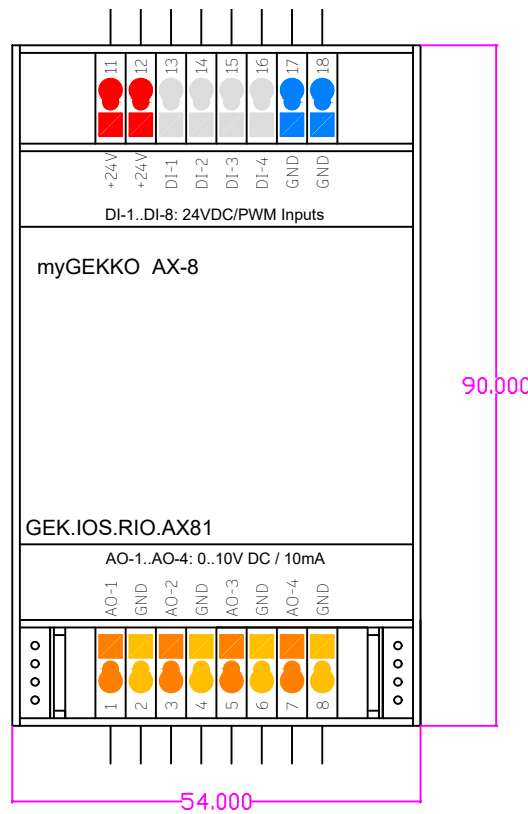 11 12 13 14 15 16 17 18
+24V +24V DI-1 DI-2 DI-3 DI-4 GND GND
DI-1..DI-8: 24VDC/PWM Inputs
myGEKKO AX-8
90.000
GEK.IOS.RIO.AX81
AO-1..AO-4: 0..10V DC / 10mA
AO-1 GND AO-2 GND AO-3 GND AO-4 GND
1 2 3 4 5 6 7 8
54.000